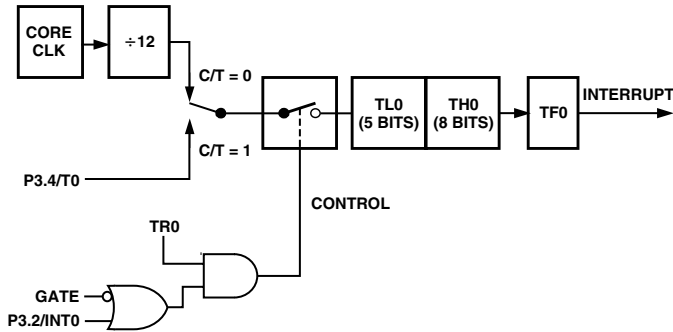 CORE
CLK
÷12
C/T = 0
TL0
(5 BITS)
TH0
(8 BITS)
TF0
INTERRUPT
C/T = 1
P3.4/T0
CONTROL
TR0
GATE
P3.2/INT0